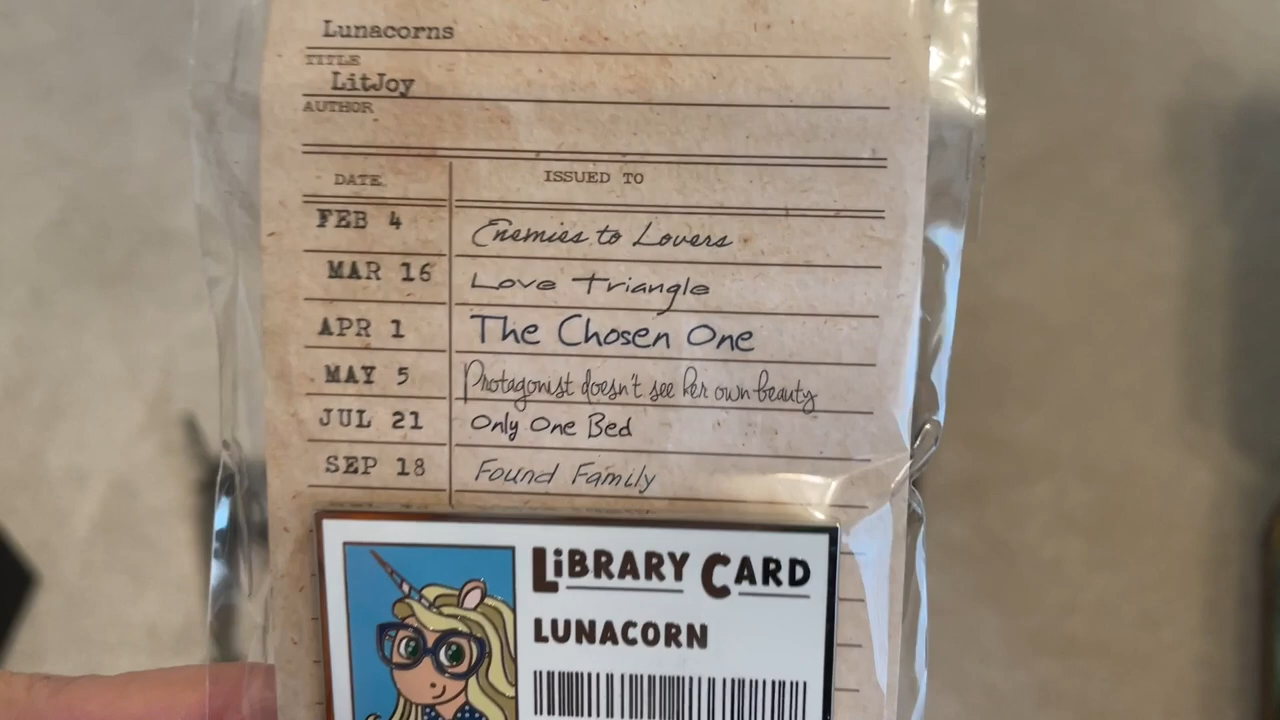 Lunacorns
TITLE
LitJoy
AUTHOR
DATE ISSUED TO
FEB 4 Enemies to Lovers
MAR 16 Love Triangle
APR 1 The Chosen One
MAY 5 Protagonist doesn't see her own beauty
JUL 21 Only One Bed
SEP 18 Found Family
LiBRARY CARD
LUNACORN